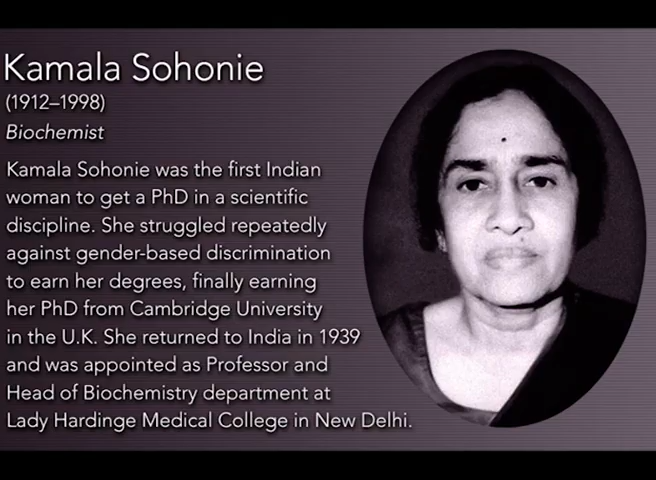 Kamala Sohonie
(1912–1998)
Biochemist
Kamala Sohonie was the first Indian
woman to get a PhD in a scientific
discipline. She struggled repeatedly
against gender-based discrimination
to earn her degrees, finally earning
her PhD from Cambridge University
in the U.K. She returned to India in 1939
and was appointed as Professor and
Head of Biochemistry department at
Lady Hardinge Medical College in New Delhi.